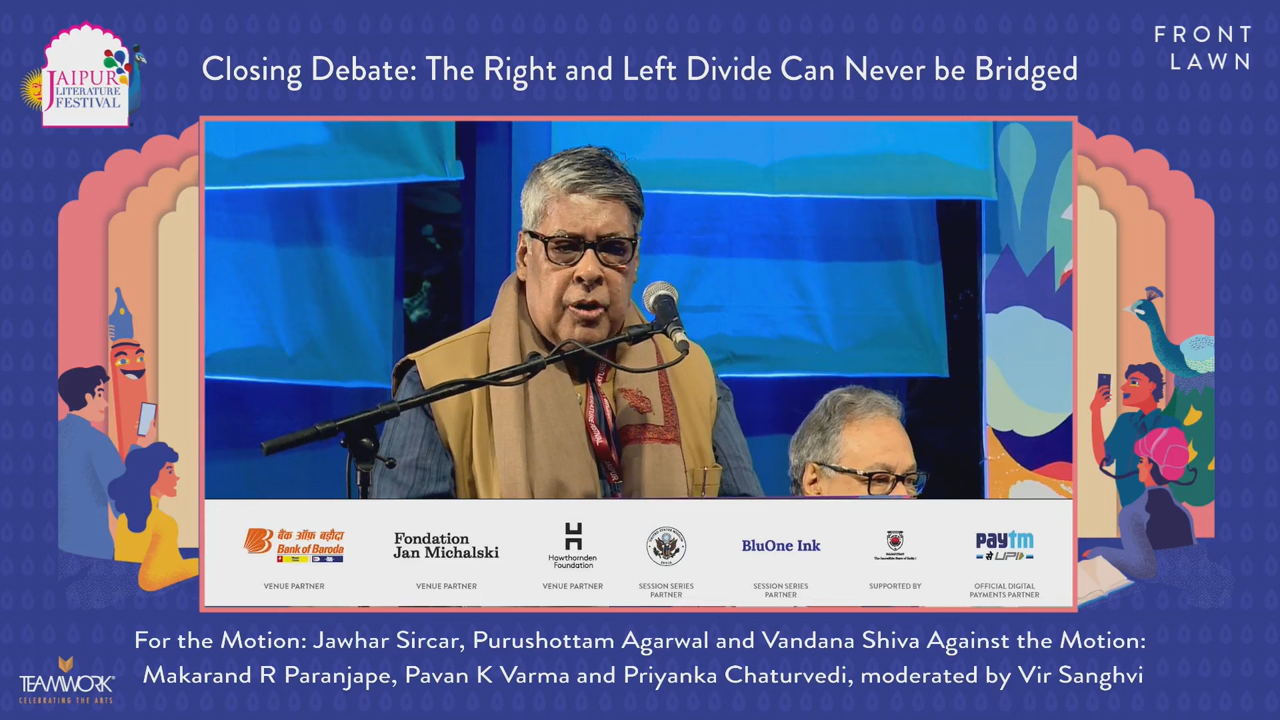 FRONT
LAWN
JAIPUR
LITERATURE
FESTIVAL
Closing Debate: The Right and Left Divide Can Never be Bridged
बैंक ऑफ़ बड़ौदा
Bank of Baroda
VENUE PARTNER
Fondation
Jan Michalski
VENUE PARTNER
H
Hawthornden
Foundation
VENUE PARTNER
SESSION SERIES
PARTNER
BluOne Ink
SESSION SERIES
PARTNER
SUPPORTED BY
paytm
से UPI
OFFICIAL DIGITAL
PAYMENTS PARTNER
For the Motion: Jawhar Sircar, Purushottam Agarwal and Vandana Shiva Against the Motion:
Makarand R Paranjape, Pavan K Varma and Priyanka Chaturvedi, moderated by Vir Sanghvi
TEAMWORK
CELEBRATING THE ARTS